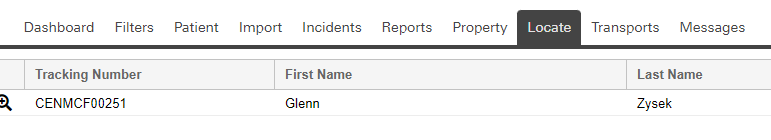 Dashboard Filters Patient Import Incidents Reports Property Locate Transports Messages
Tracking Number First Name Last Name
CENMCF00251 Glenn Zysek